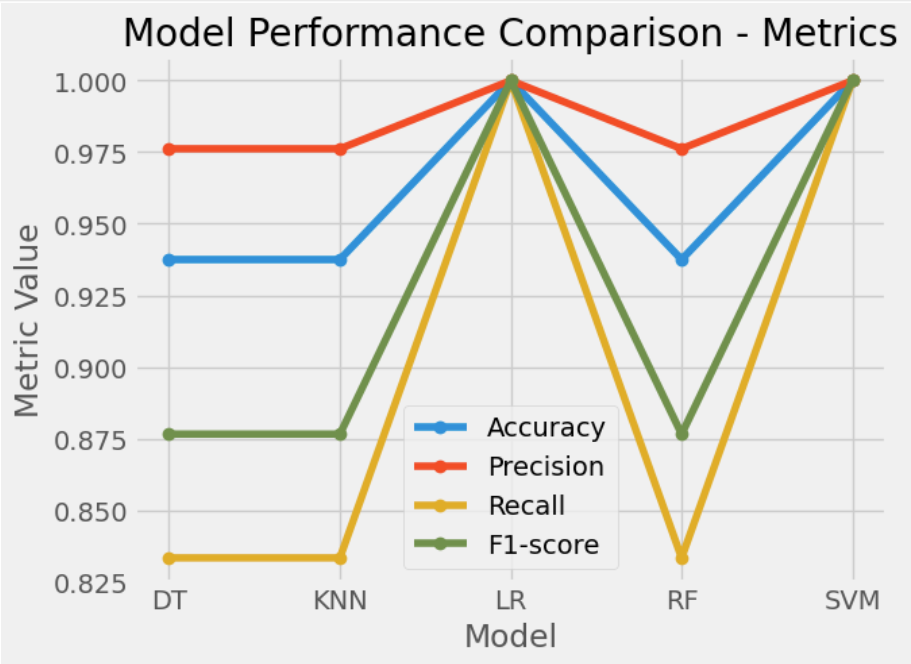 Model Performance Comparison - Metrics
1.000
0.975
0.950
0.925
0.900
0.875
0.850
0.825
Metric Value
Accuracy
Precision
Recall
F1-score
DT KNN LR RF SVM
Model